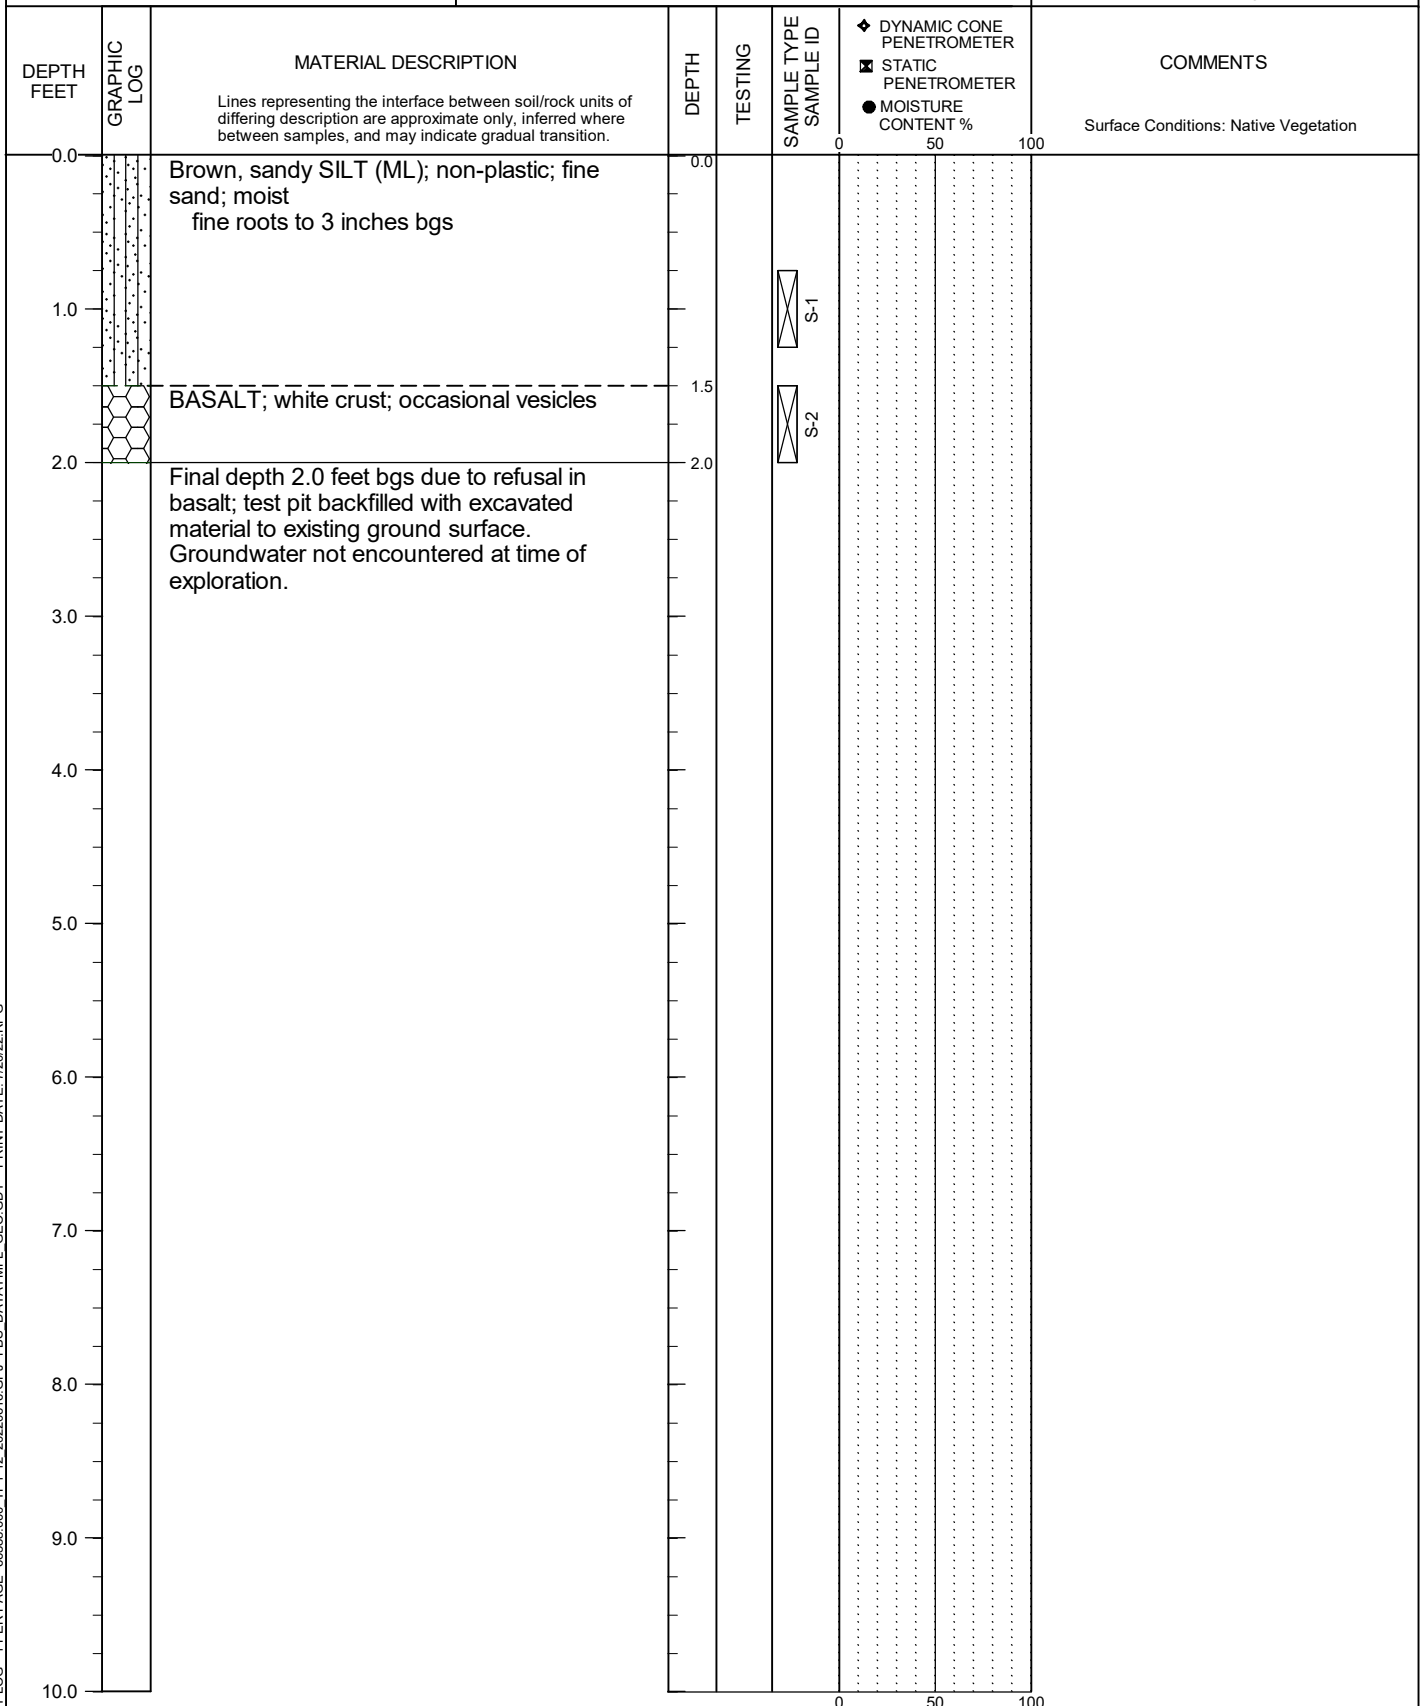 DEPTH
FEET
GRAPHIC
LOG
MATERIAL DESCRIPTION
Lines representing the interface between soil/rock units of
differing description are approximate only, inferred where
between samples, and may indicate gradual transition.
DEPTH
TESTING
SAMPLE TYPE
SAMPLE ID
DYNAMIC CONE
PENETROMETER
STATIC
PENETROMETER
MOISTURE
CONTENT %
0 50 100
COMMENTS
Surface Conditions: Native Vegetation
0.0
Brown, sandy SILT (ML); non-plastic; fine
sand; moist
fine roots to 3 inches bgs
0.0
1.0
S-1
BASALT; white crust; occasional vesicles
1.5
S-2
2.0
2.0
Final depth 2.0 feet bgs due to refusal in
basalt; test pit backfilled with excavated
material to existing ground surface.
Groundwater not encountered at time of
exploration.
3.0
4.0
5.0
6.0
7.0
8.0
9.0
10.0
0 50 100